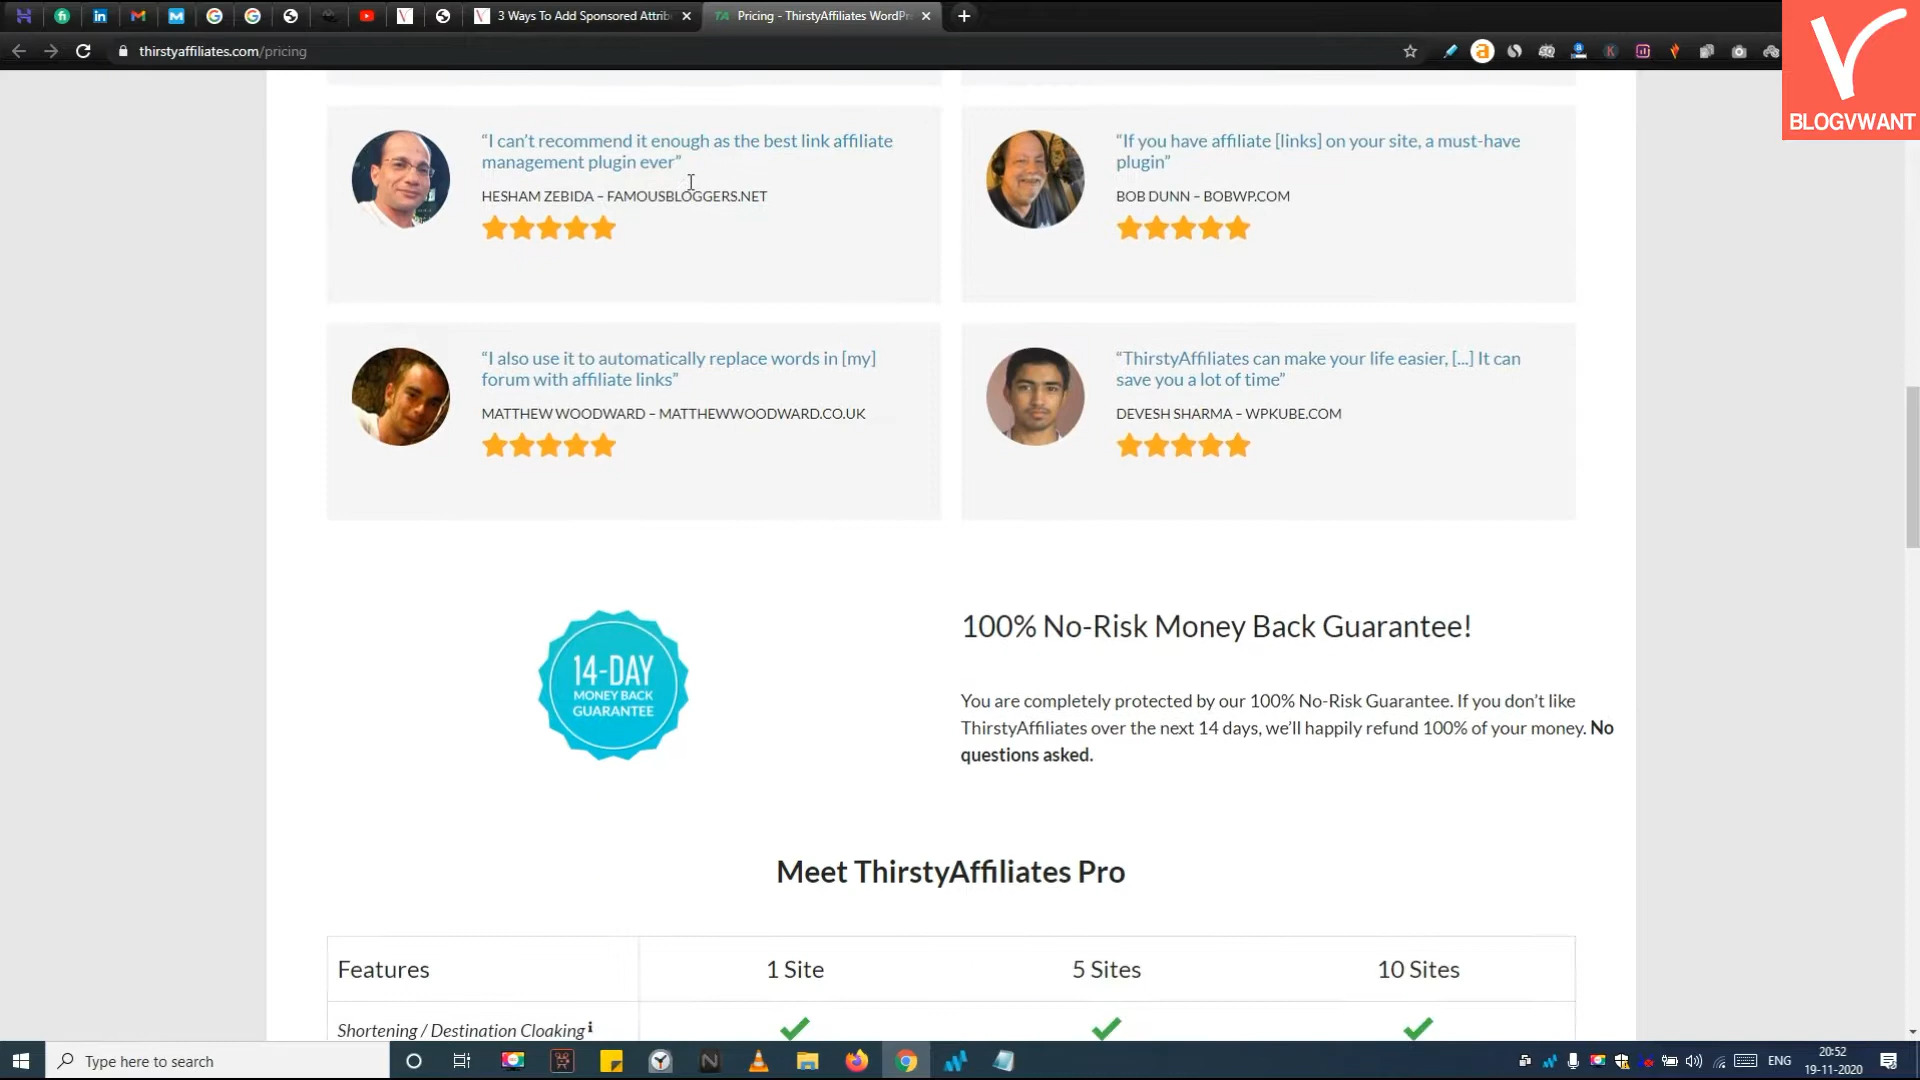 3 Ways To Add Sponsored Attrib
Pricing - ThirstyAffiliates WordPr
thirstyaffiliates.com/pricing
BLOGVWANT
“I can’t recommend it enough as the best link affiliate
management plugin ever”
HESHAM ZEBIDA – FAMOUSBLOGGERS.NET
“If you have affiliate [links] on your site, a must-have
plugin”
BOB DUNN – BOBWP.COM
“I also use it to automatically replace words in [my]
forum with affiliate links”
MATTHEW WOODWARD – MATTHEWWOODWARD.CO.UK
“ThirstyAffiliates can make your life easier, [...] It can
save you a lot of time”
DEVESH SHARMA – WPKUBE.COM
14-DAY
MONEY BACK
GUARANTEE
100% No-Risk Money Back Guarantee!
You are completely protected by our 100% No-Risk Guarantee. If you don’t like
ThirstyAffiliates over the next 14 days, we’ll happily refund 100% of your money. No
questions asked.
Meet ThirstyAffiliates Pro
Features 1 Site 5 Sites 10 Sites
Shortening / Destination Cloaking
Type here to search
ENG
20:52
19-11-2020